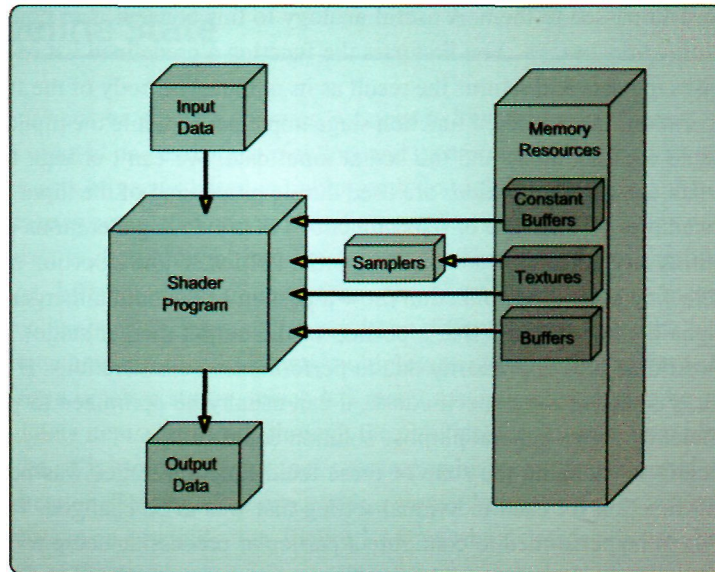 Input
Data
Memory
Resources
Constant
Buffers
Shader
Program
Samplers
Textures
Buffers
Output
Data